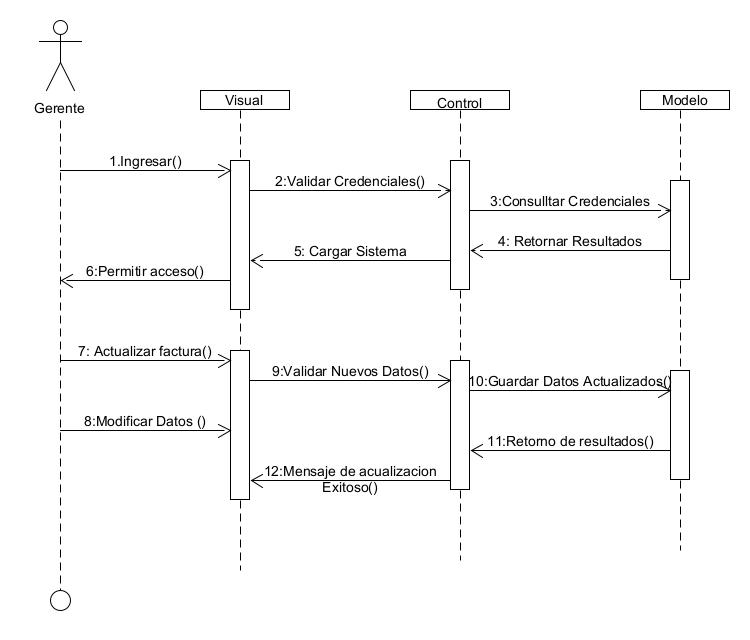 Gerente
Visual
Control
Modelo
1.Ingresar()
2:Validar Credenciales()
3:Consulltar Credenciales
4: Retornar Resultados
5: Cargar Sistema
6:Permitir acceso()
7: Actualizar factura()
9:Validar Nuevos Datos()
10:Guardar Datos Actualizados()
8:Modificar Datos ()
11:Retorno de resultados()
12:Mensaje de acualizacion
Exitoso()